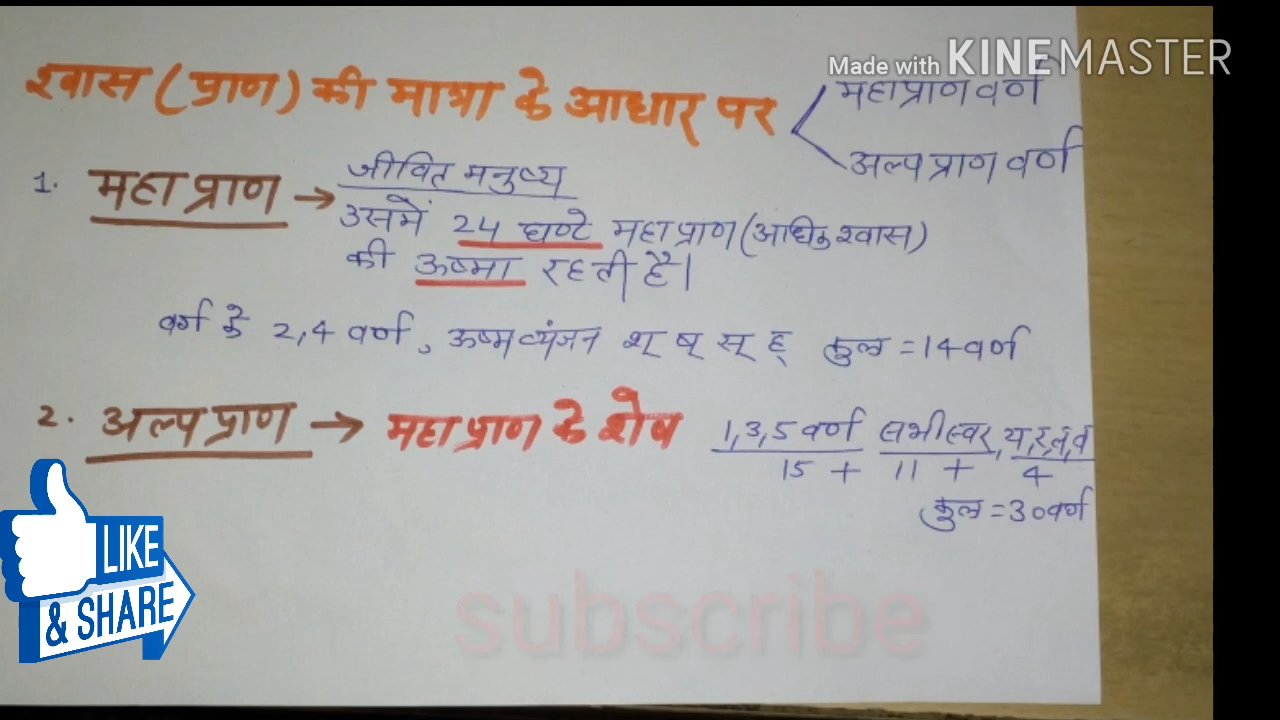 Made with KINEMASTER
श्वास (प्राण) की मात्रा के आधार पर
महाप्राण वर्ण
अल्प प्राण वर्ण
1. महाप्राण → जीवित मनुष्य
उसमें 24 घण्टे महाप्राण (अधिक श्वास)
की ऊष्मा रहती है।
वर्ग के 2,4 वर्ण, ऊष्म व्यंजन श् ष् स् ह् कुल = 14 वर्ण
2. अल्प प्राण → महाप्राण के शेष 1,3,5 वर्ण सभी स्वर, य,र,ल,व
15 + 11 + 4
कुल = 30 वर्ण
LIKE
& SHARE
subscribe